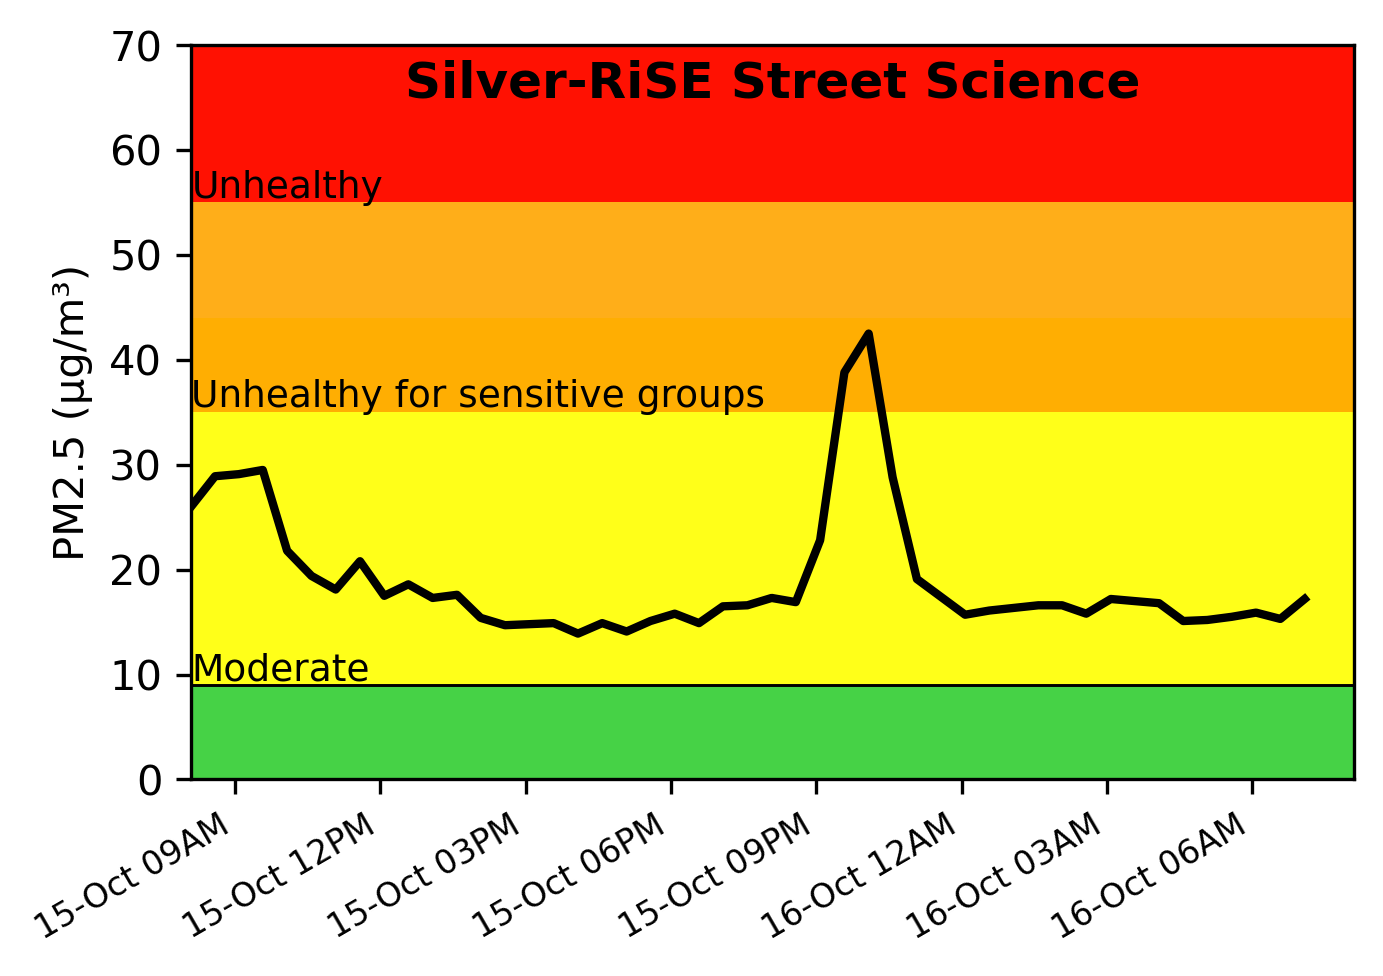 Silver-RiSE Street Science
70
60
Unhealthy
50
40
Unhealthy for sensitive groups
30
20
10
Moderate
0
PM2.5 (µg/m³)
15-Oct 09AM
15-Oct 12PM
15-Oct 03PM
15-Oct 06PM
15-Oct 09PM
16-Oct 12AM
16-Oct 03AM
16-Oct 06AM